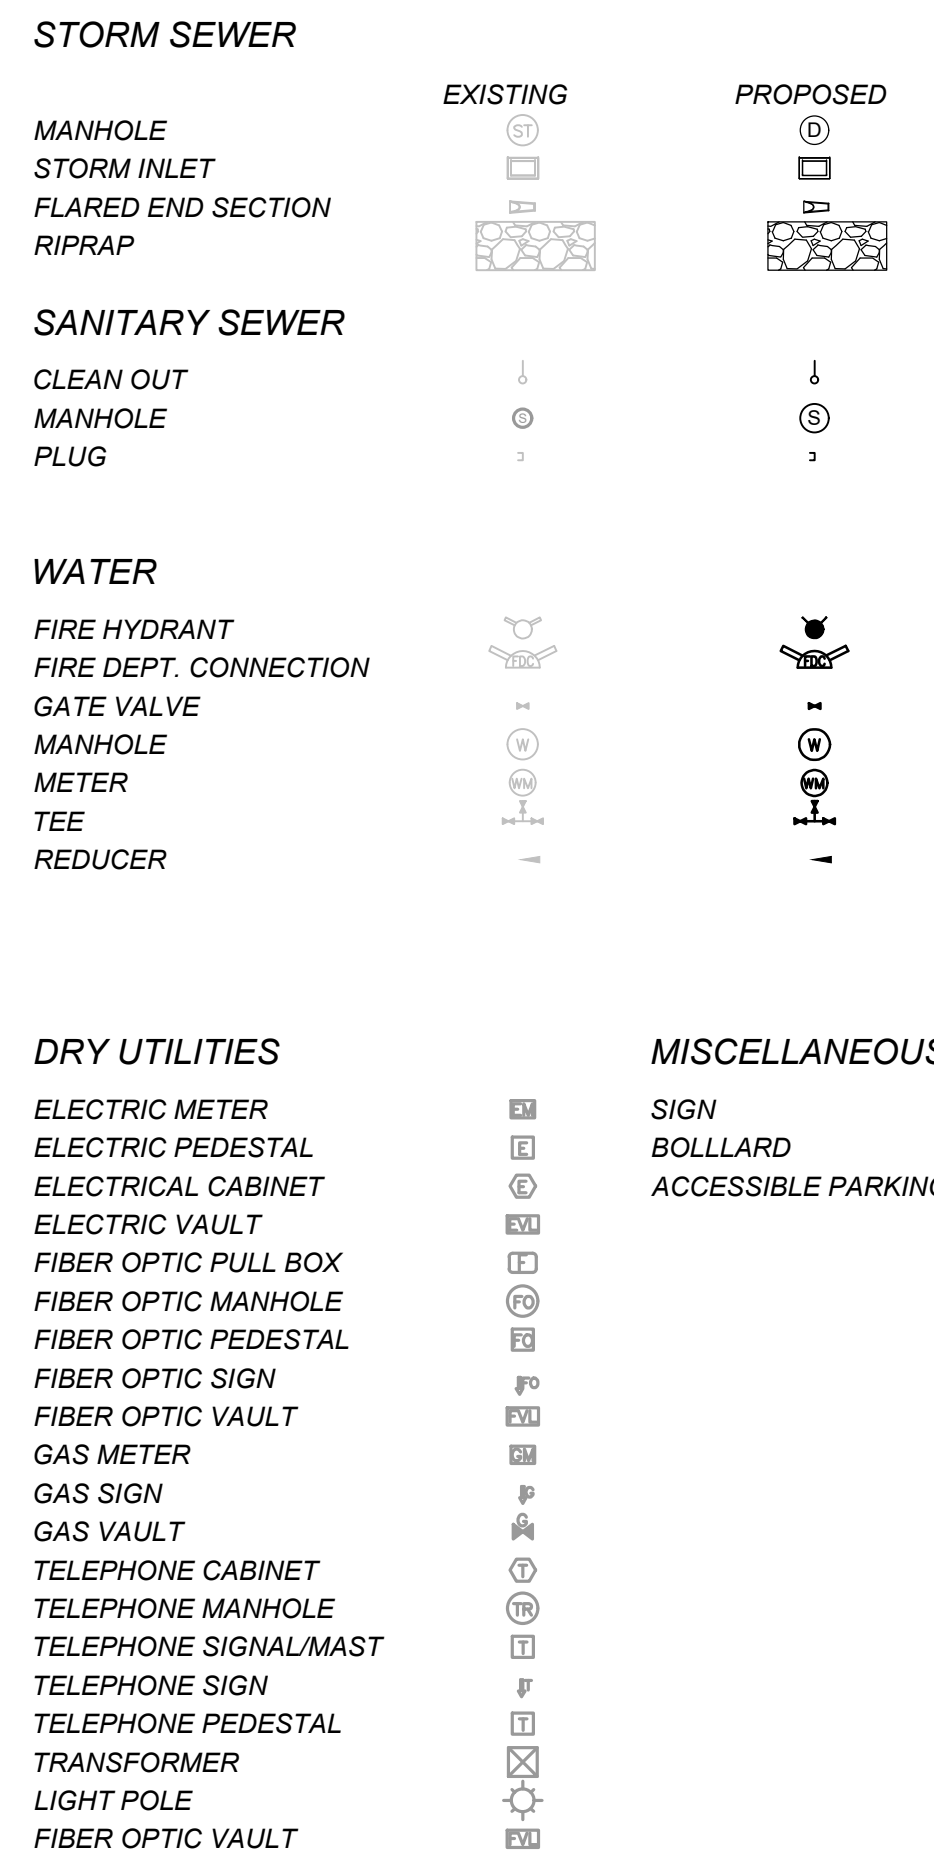 STORM SEWER
EXISTING PROPOSED
MANHOLE ST D
STORM INLET
FLARED END SECTION
RIPRAP
SANITARY SEWER
CLEAN OUT
MANHOLE S S
PLUG
WATER
FIRE HYDRANT
FIRE DEPT. CONNECTION FDC FDC
GATE VALVE
MANHOLE W W
METER WM WM
TEE
REDUCER
DRY UTILITIES MISCELLANEOUS
ELECTRIC METER EM SIGN
ELECTRIC PEDESTAL E BOLLLARD
ELECTRICAL CABINET E ACCESSIBLE PARKING
ELECTRIC VAULT EVL
FIBER OPTIC PULL BOX F
FIBER OPTIC MANHOLE FO
FIBER OPTIC PEDESTAL FO
FIBER OPTIC SIGN FO
FIBER OPTIC VAULT FVL
GAS METER GM
GAS SIGN G
GAS VAULT G
TELEPHONE CABINET T
TELEPHONE MANHOLE TR
TELEPHONE SIGNAL/MAST T
TELEPHONE SIGN T
TELEPHONE PEDESTAL T
TRANSFORMER
LIGHT POLE
FIBER OPTIC VAULT FVL